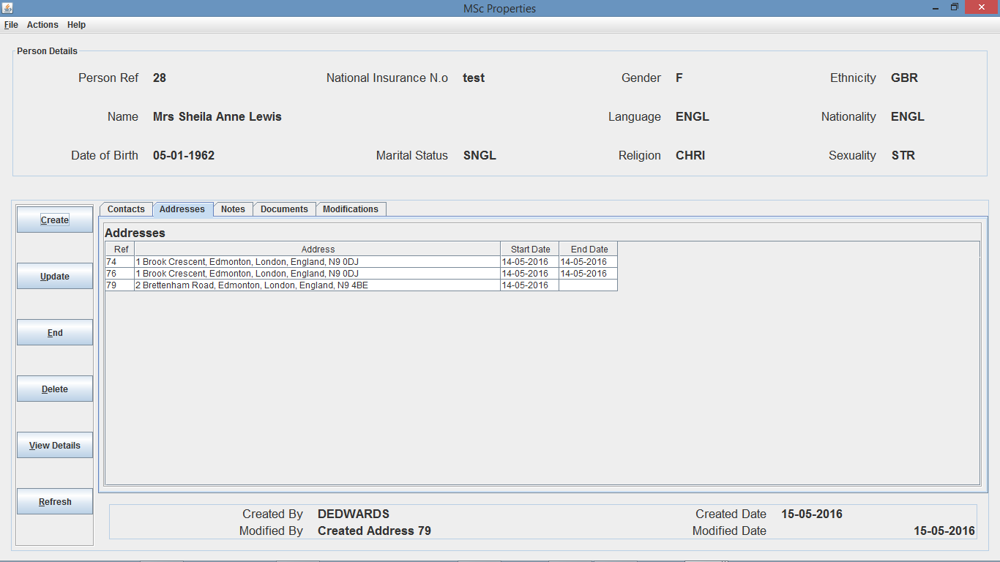 MSc Properties
File Actions Help
Person Details
Person Ref 28 National Insurance N.o test Gender F Ethnicity GBR
Name Mrs Sheila Anne Lewis Language ENGL Nationality ENGL
Date of Birth 05-01-1962 Marital Status SNGL Religion CHRI Sexuality STR
Create
Update
End
Delete
View Details
Refresh
Contacts Addresses Notes Documents Modifications
Addresses
Ref Address Start Date End Date
74 1 Brook Crescent, Edmonton, London, England, N9 0DJ 14-05-2016 14-05-2016
76 1 Brook Crescent, Edmonton, London, England, N9 0DJ 14-05-2016 14-05-2016
79 2 Brettenham Road, Edmonton, London, England, N9 4BE 14-05-2016
Created By DEDWARDS Created Date 15-05-2016
Modified By Created Address 79 Modified Date 15-05-2016